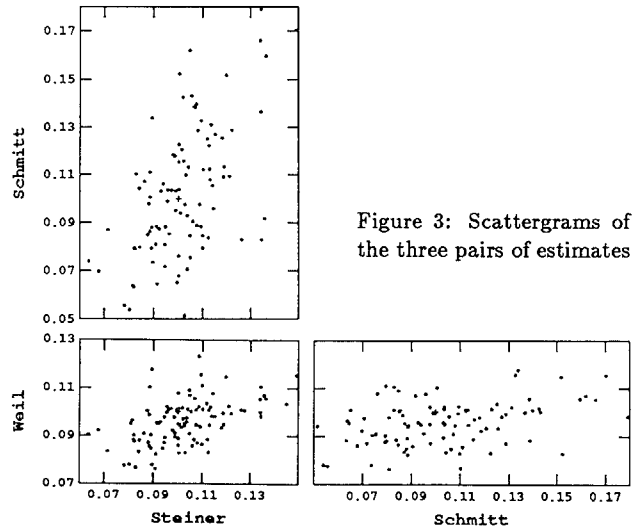 0.17
0.15
0.13
0.11
0.09
0.07
0.05
Schmitt
Figure 3: Scattergrams of
the three pairs of estimates
0.13
0.11
0.09
0.07
Weil
0.07 0.09 0.11 0.13
Steiner
0.07 0.09 0.11 0.13 0.15 0.17
Schmitt